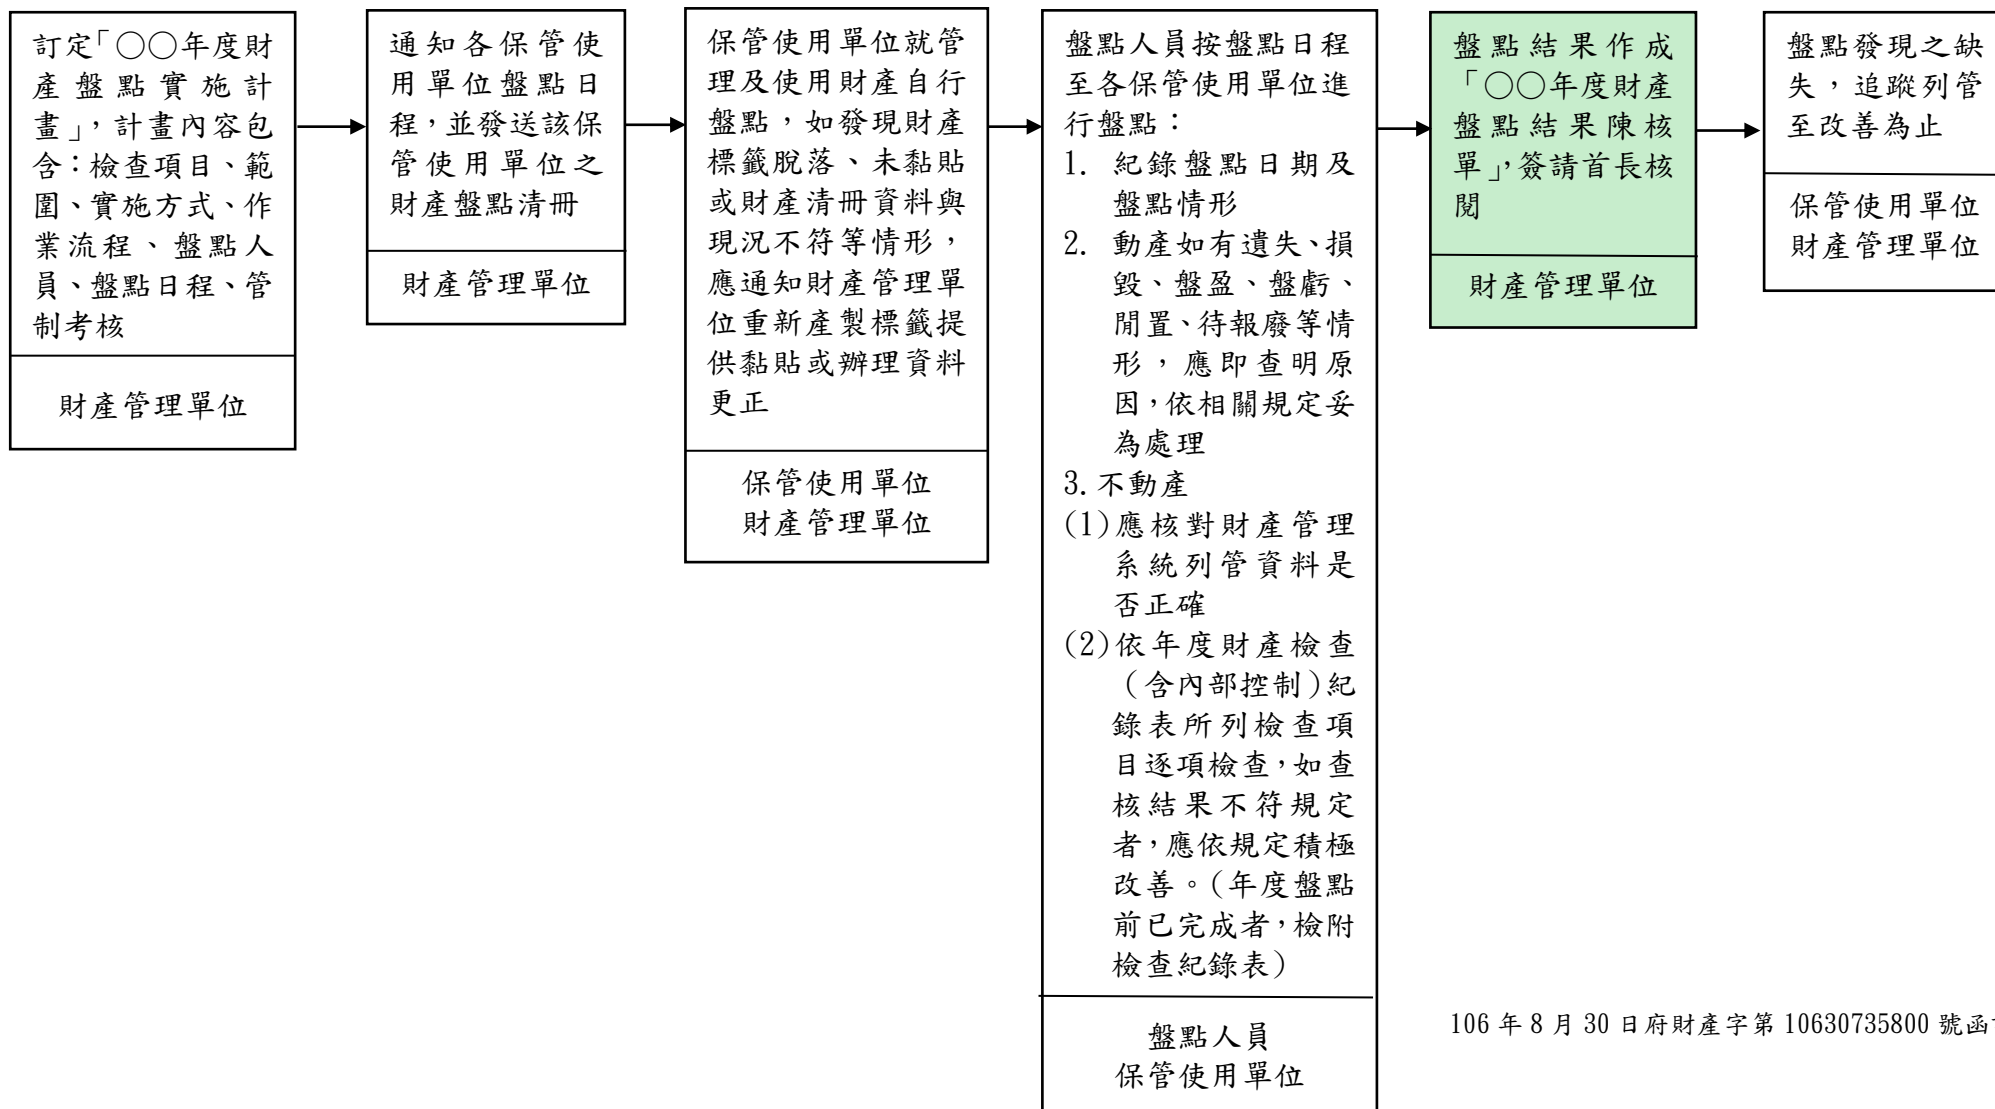 訂定「○○年度財
產盤點實施計
畫」，計畫內容包
含：檢查項目、範
圍、實施方式、作
業流程、盤點人
員、盤點日程、管
制考核
財產管理單位
通知各保管使
用單位盤點日
程，並發送該保
管使用單位之
財產盤點清冊
財產管理單位
保管使用單位就管
理及使用財產自行
盤點，如發現財產
標籤脫落、未黏貼
或財產清冊資料與
現況不符等情形，
應通知財產管理單
位重新產製標籤提
供黏貼或辦理資料
更正
保管使用單位
財產管理單位
盤點人員按盤點日程
至各保管使用單位進
行盤點：
1. 紀錄盤點日期及
盤點情形
2. 動產如有遺失、損
毀、盤盈、盤虧、
閒置、待報廢等情
形，應即查明原
因，依相關規定妥
為處理
3.不動產
(1)應核對財產管理
系統列管資料是
否正確
(2)依年度財產檢查
（含內部控制）紀
錄表所列檢查項
目逐項檢查，如查
核結果不符規定
者，應依規定積極
改善。（年度盤點
前已完成者，檢附
檢查紀錄表）
盤點人員
保管使用單位
盤點結果作成
「○○年度財產
盤點結果陳核
單」，簽請首長核
閱
財產管理單位
盤點發現之缺
失，追蹤列管
至改善為止
保管使用單位
財產管理單位
106 年 8 月 30 日府財產字第 10630735800 號函